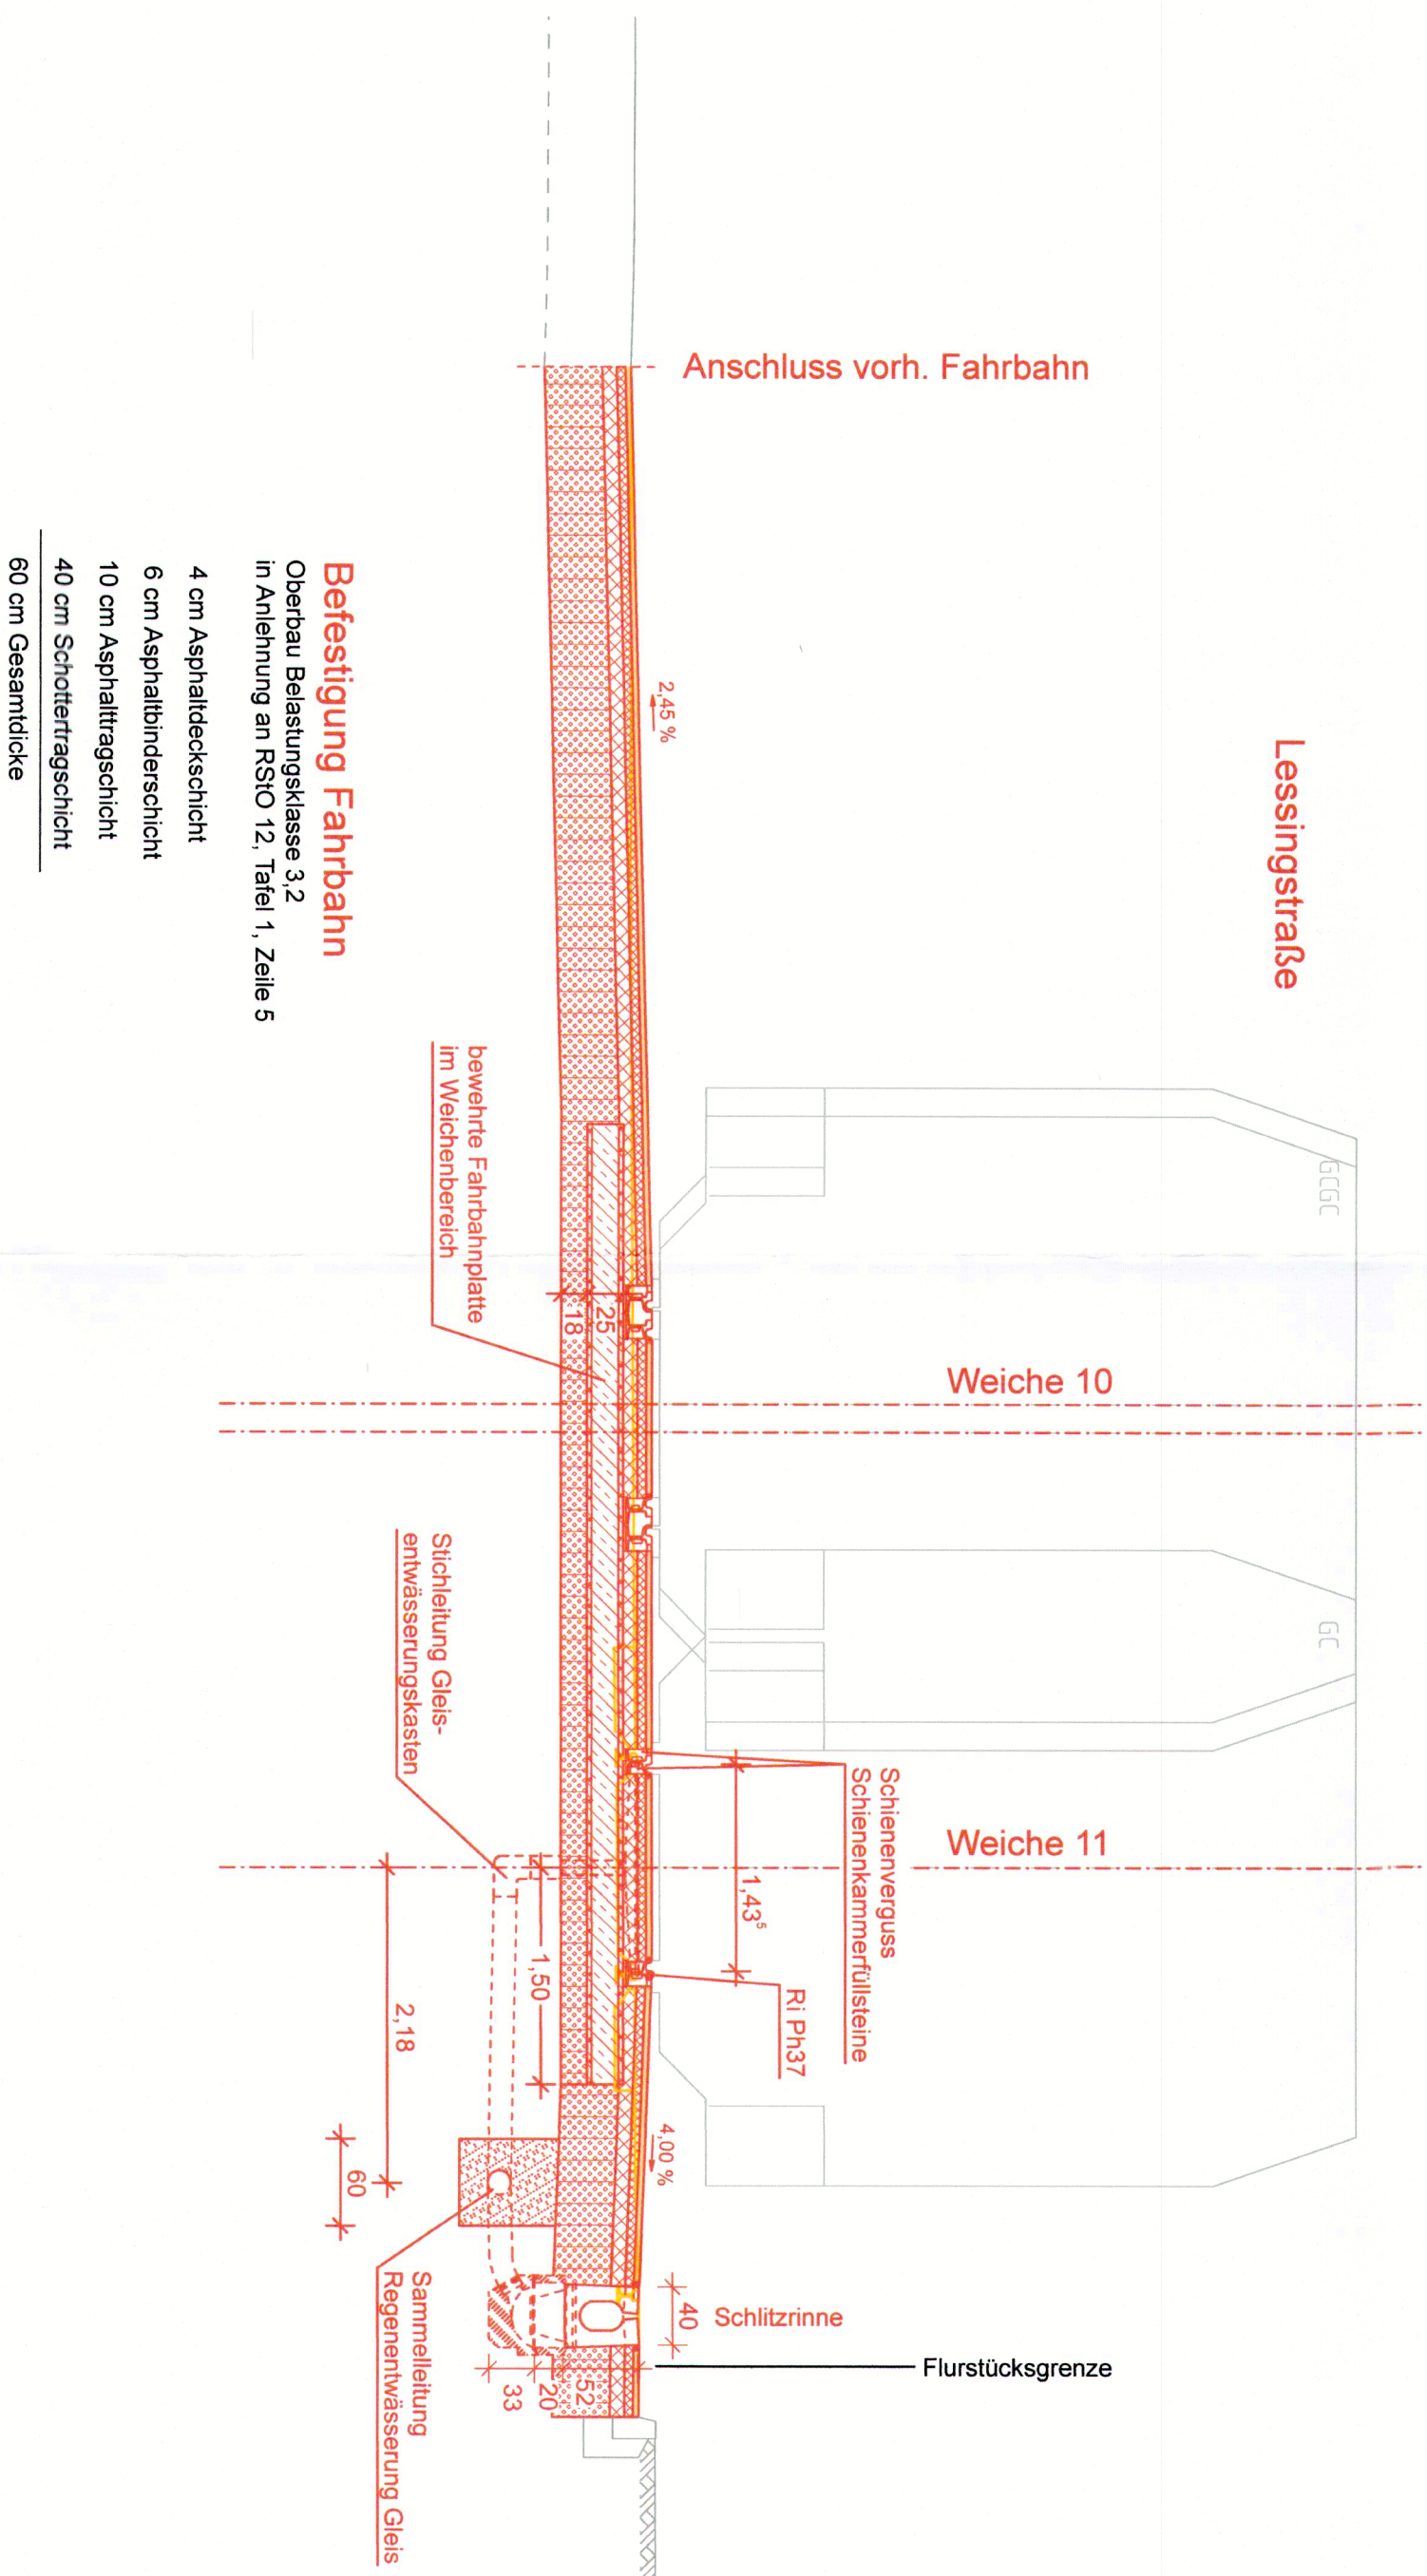 Lessingstraße
GCGC
GC
Anschluss vorh. Fahrbahn
Weiche 10
Weiche 11
Schienenverguss
Schienenkammerfüllsteine
Ri Ph37
1,43⁵
2,45 %
4,00 %
40
Schlitzrinne
Flurstücksgrenze
25
18
52
20
33
1,50
2,18
60
bewehrte Fahrbahnplatte
im Weichenbereich
Stichleitung Gleis-
entwässerungskasten
Sammelleitung
Regenentwässerung Gleis
Befestigung Fahrbahn
Oberbau Belastungsklasse 3,2
in Anlehnung an RStO 12, Tafel 1, Zeile 5
4 cm Asphaltdeckschicht
6 cm Asphaltbinderschicht
10 cm Asphalttragschicht
40 cm Schottertragschicht
60 cm Gesamtdicke